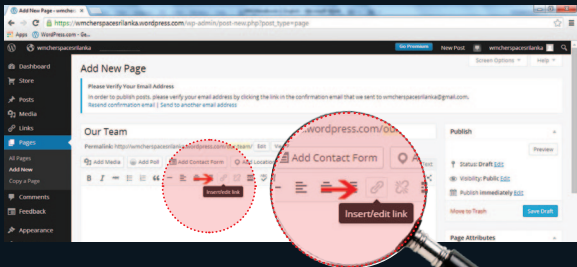 Add New Page - wmcher
https://wmcherspacesrilanka.wordpress.com/wp-admin/post-new.php?post_type=page
Apps WordPress.com - Ge...
wmcherspacesrilanka
Go Premium
New Post
wmcherspacesrilanka
Screen Options
Help
Dashboard
Store
Posts
Media
Links
Pages
All Pages
Add New
Copy a Page
Comments
Feedback
Appearance
Add New Page
Please Verify Your Email Address
In order to publish posts, please verify your email address by clicking the link in the confirmation email that we sent to wmcherspacesrilanka@gmail.com.
Resend confirmation email | Send to another email address
Our Team
Permalink: http://wmcherspacesrilanka.wordpress.com/our-team/ Edit
Add Media Add Poll Add Contact Form Add Location
B I
Insert/edit link
wordpress.com/ou
Add Contact Form
A
Insert/edit link
Text
Publish
Preview
Status: Draft Edit
Visibility: Public Edit
Publish immediately Edit
Move to Trash
Save Draft
Page Attributes